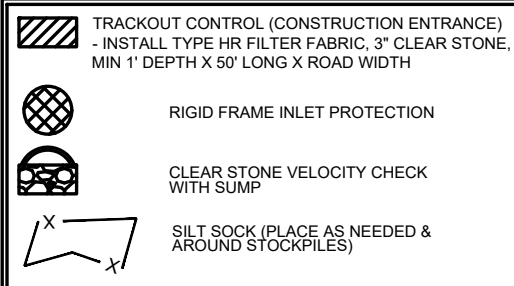 TRACKOUT CONTROL (CONSTRUCTION ENTRANCE)
- INSTALL TYPE HR FILTER FABRIC, 3" CLEAR STONE,
MIN 1' DEPTH X 50' LONG X ROAD WIDTH
RIGID FRAME INLET PROTECTION
CLEAR STONE VELOCITY CHECK
WITH SUMP
X
SILT SOCK (PLACE AS NEEDED &
AROUND STOCKPILES)
X